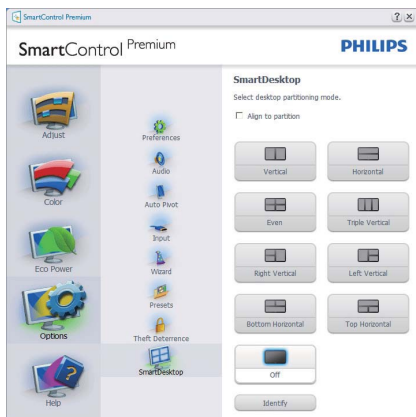 SmartControl Premium
SmartControl Premium
PHILIPS
Adjust
Color
Eco Power
Options
Help
Preferences
Audio
Auto Pivot
Input
Wizard
Presets
Theft Deterrence
SmartDesktop
SmartDesktop
Select desktop partitioning mode.
Align to partition
Vertical
Horizontal
Even
Triple Vertical
Right Vertical
Left Vertical
Bottom Horizontal
Top Horizontal
Off
Identify